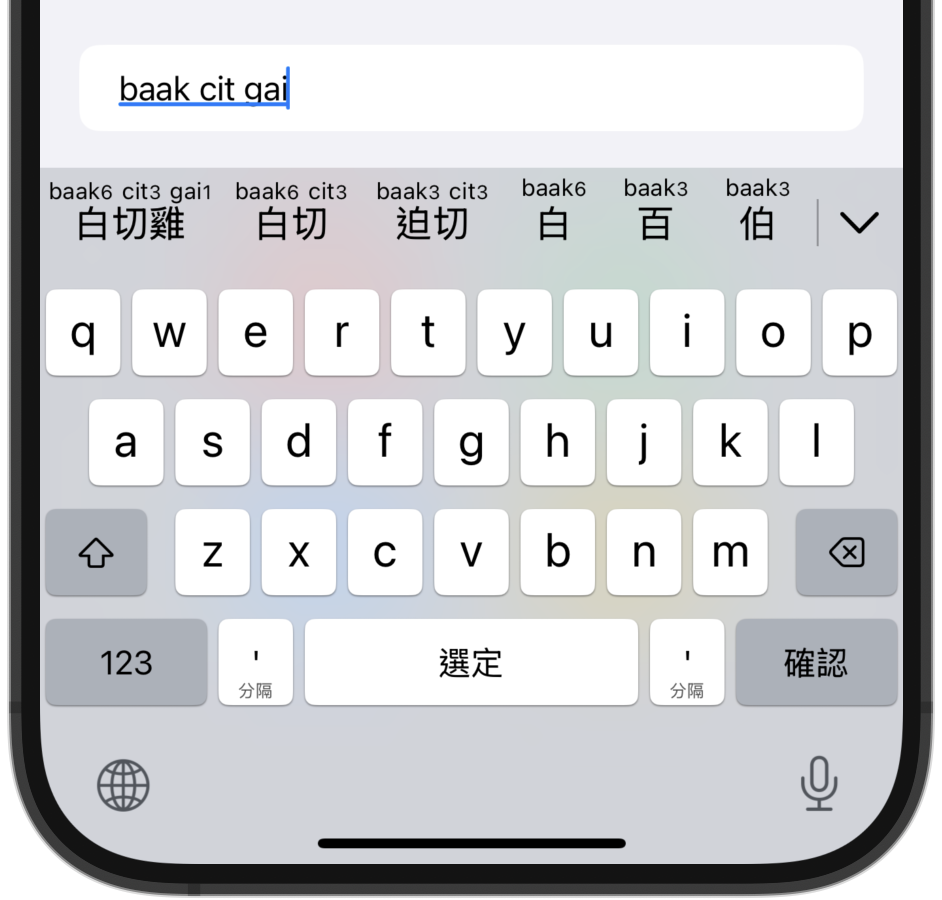 baak cit gai
baak6 cit3 gai1 baak6 cit3 baak3 cit3 baak6 baak3 baak3
白切雞 白切 迫切 白 百 伯
q w e r t y u i o p
a s d f g h j k l
z x c v b n m
123 ' 選定 ' 確認
分隔 分隔